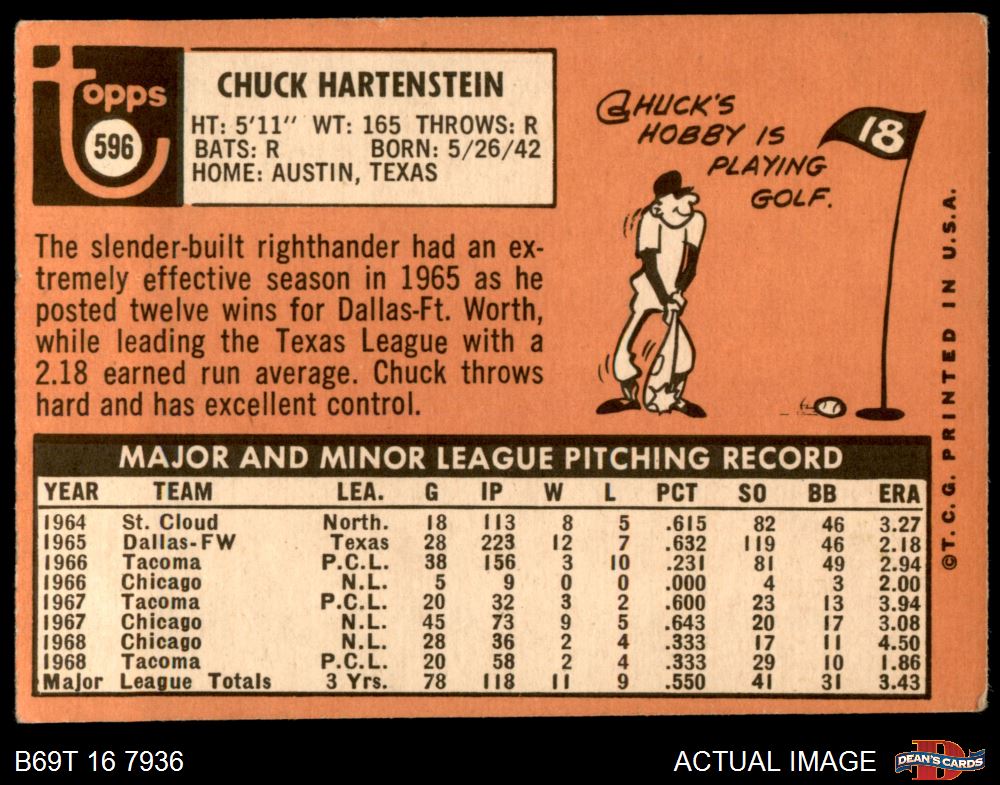 topps
596
CHUCK HARTENSTEIN
HT: 5'11" WT: 165 THROWS: R
BATS: R BORN: 5/26/42
HOME: AUSTIN, TEXAS
CHUCK'S
HOBBY IS
PLAYING
GOLF.
18
The slender-built righthander had an ex-
tremely effective season in 1965 as he
posted twelve wins for Dallas-Ft. Worth,
while leading the Texas League with a
2.18 earned run average. Chuck throws
hard and has excellent control.
MAJOR AND MINOR LEAGUE PITCHING RECORD
YEAR TEAM LEA. G IP W L PCT SO BB ERA
1964 St. Cloud North. 18 113 8 5 .615 82 46 3.27
1965 Dallas-FW Texas 28 223 12 7 .632 119 46 2.18
1966 Tacoma P.C.L. 38 156 3 10 .231 81 49 2.94
1966 Chicago N.L. 5 9 0 0 .000 4 3 2.00
1967 Tacoma P.C.L. 20 32 3 2 .600 23 13 3.94
1967 Chicago N.L. 45 73 9 5 .643 20 17 3.08
1968 Chicago N.L. 28 36 2 4 .333 17 11 4.50
1968 Tacoma P.C.L. 20 58 2 4 .333 29 10 1.86
Major League Totals 3 Yrs. 78 118 11 9 .550 41 31 3.43
©T.C.G. PRINTED IN U.S.A.
B69T 16 7936
ACTUAL IMAGE
D
DEAN'S CARDS